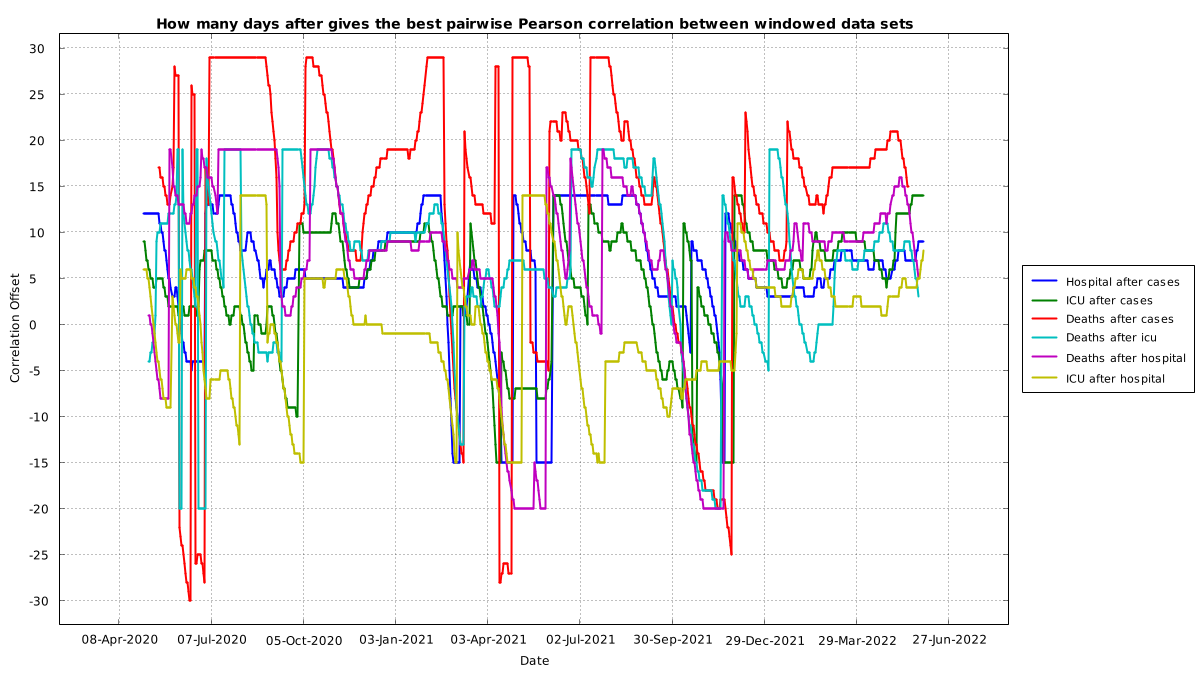 How many days after gives the best pairwise Pearson correlation between windowed data sets
30
25
20
15
10
5
0
-5
-10
-15
-20
-25
-30
Correlation Offset
08-Apr-2020 07-Jul-2020 05-Oct-2020 03-Jan-2021 03-Apr-2021 02-Jul-2021 30-Sep-2021 29-Dec-2021 29-Mar-2022 27-Jun-2022
Date
Hospital after cases
ICU after cases
Deaths after cases
Deaths after icu
Deaths after hospital
ICU after hospital